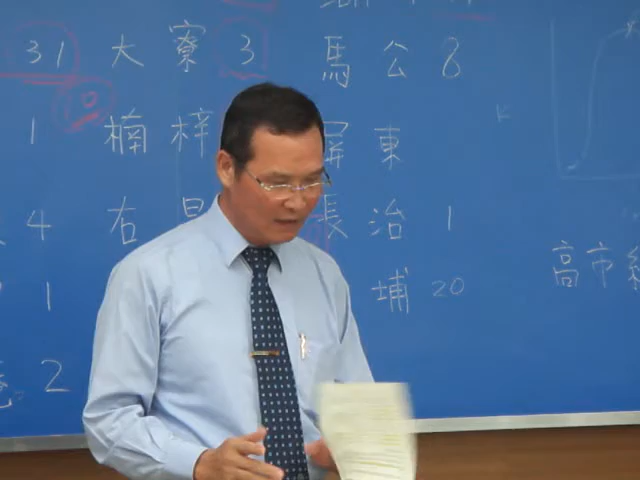 31 大寮 3 馬公 8
10
1 楠梓 屏東
4 右昌 長治 1
1 埔 20 高市
2